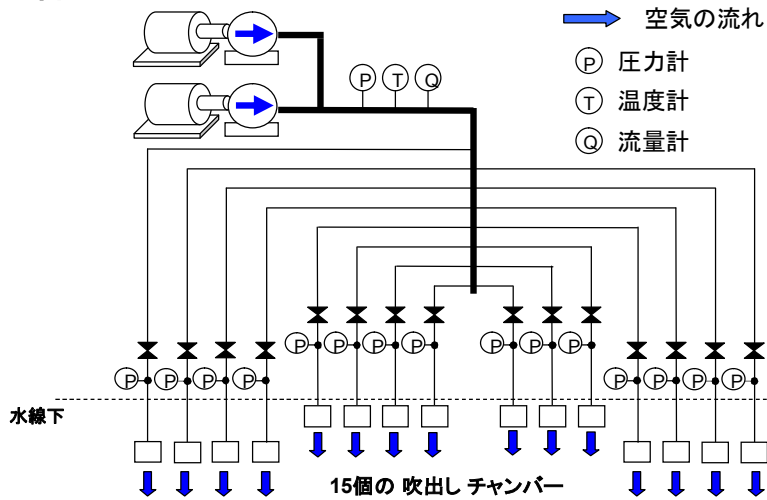 空気の流れ
P 圧力計
T 温度計
Q 流量計
P T Q
P P P P P P P
P P P P P P P P
水線下
15個の 吹出し チャンバー